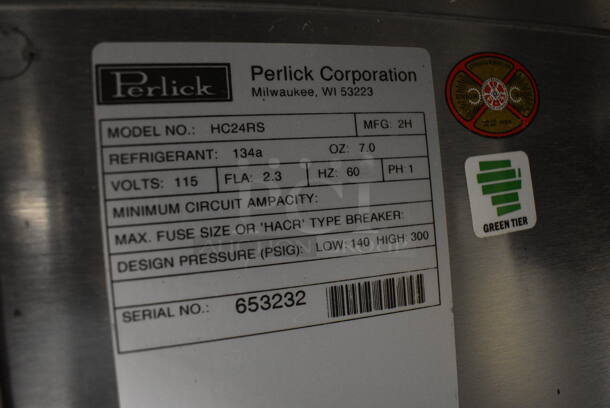 Perlick
Perlick Corporation
Milwaukee, WI 53223
MODEL NO.: HC24RS MFG: 2H
REFRIGERANT: 134a OZ: 7.0
VOLTS: 115 FLA: 2.3 HZ: 60 PH 1
MINIMUM CIRCUIT AMPACITY:
MAX. FUSE SIZE OR 'HACR' TYPE BREAKER:
DESIGN PRESSURE (PSIG): LOW: 140 HIGH: 300
SERIAL NO.: 653232
GREEN TIER